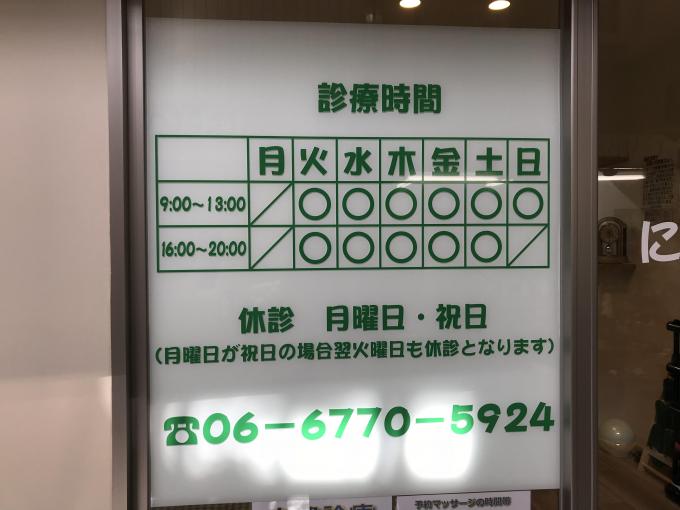 診療時間
月 火 水 木 金 土 日
9:00～13:00 ／ ○ ○ ○ ○ ○ ○
16:00～20:00 ／ ○ ○ ○ ○ ○ ／
休診 月曜日・祝日
(月曜日が祝日の場合翌火曜日も休診となります)
☎06-6770-5924
予約マッサージの時間帯
に